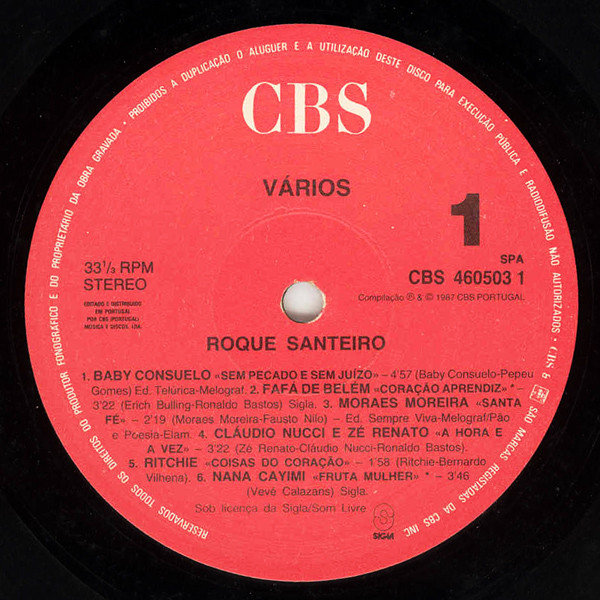 RESERVADOS TODOS OS DIREITOS DO PRODUTOR FONOGRÁFICO E DO PROPRIETÁRIO DA OBRA GRAVADA • PROIBIDOS A DUPLICAÇÃO O ALUGUER E A UTILIZAÇÃO DESTE DISCO PARA EXECUÇÃO PÚBLICA E RADIODIFUSÃO NÃO AUTORIZADOS • CBS & SÃO MARCAS REGISTADAS DA CBS INC
CBS
VÁRIOS
1
SPA
33 1/3 RPM
CBS 460503 1
STEREO
Compilação ℗ & © 1987 CBS PORTUGAL
EDITADO E DISTRIBUIDO
EM PORTUGAL
POR CBS (PORTUGAL)
MÚSICA E DISCOS, LDA.
ROQUE SANTEIRO
1. BABY CONSUELO «SEM PECADO E SEM JUÍZO» – 4'57 (Baby Consuelo-Pepeu
Gomes) Ed. Telúrica-Melograf. 2. FAFÁ DE BELÉM «CORAÇÃO APRENDIZ» * –
3'22 (Erich Bulling-Ronaldo Bastos) Sigla. 3. MORAES MOREIRA «SANTA
FÉ» – 2'19 (Moraes Moreira-Fausto Nilo) – Ed. Sempre Viva-Melograf/Pão
e Poesia-Elam. 4. CLÁUDIO NUCCI E ZÉ RENATO «A HORA E
A VEZ» – 3'22 (Zé Renato-Cláudio Nucci-Ronaldo Bastos).
5. RITCHIE «COISAS DO CORAÇÃO» – 1'58 (Ritchie-Bernardo
Vilhena). 6. NANA CAYIMI «FRUTA MULHER» * – 3'46
(Vevé Calazans) Sigla.
Sob licença da Sigla/Som Livre
SIGLA